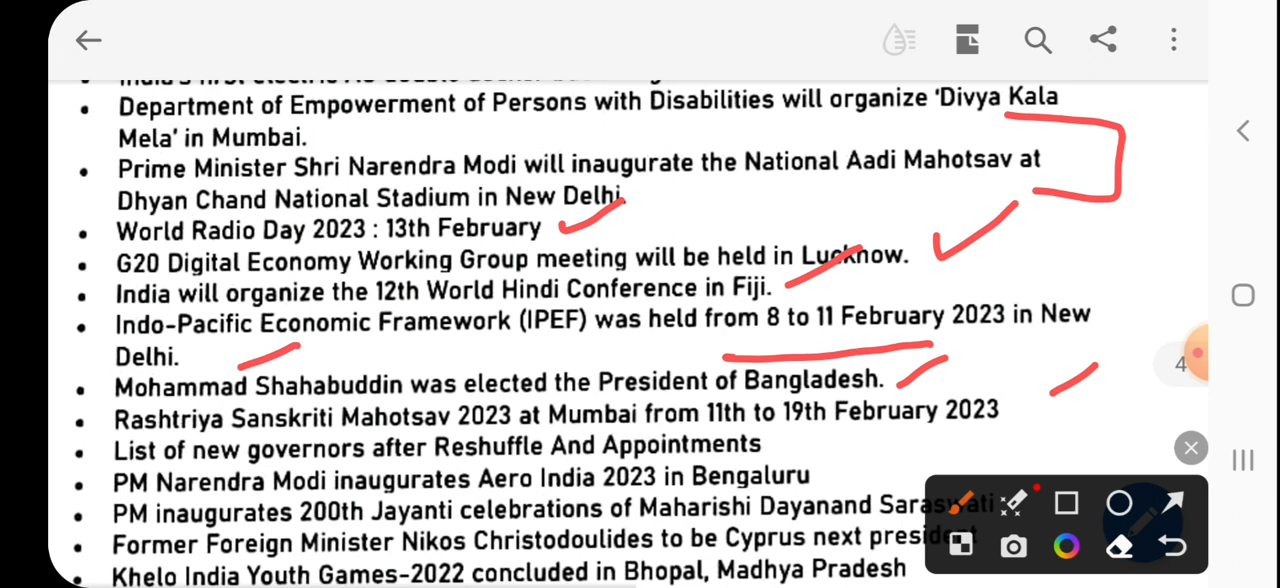 Department of Empowerment of Persons with Disabilities will organize 'Divya Kala
Mela' in Mumbai.
Prime Minister Shri Narendra Modi will inaugurate the National Aadi Mahotsav at
Dhyan Chand National Stadium in New Delhi.
World Radio Day 2023 : 13th February
G20 Digital Economy Working Group meeting will be held in Lucknow.
India will organize the 12th World Hindi Conference in Fiji.
Indo-Pacific Economic Framework (IPEF) was held from 8 to 11 February 2023 in New
Delhi.
4
Mohammad Shahabuddin was elected the President of Bangladesh.
Rashtriya Sanskriti Mahotsav 2023 at Mumbai from 11th to 19th February 2023
List of new governors after Reshuffle And Appointments
PM Narendra Modi inaugurates Aero India 2023 in Bengaluru
PM inaugurates 200th Jayanti celebrations of Maharishi Dayanand Saraswati
Former Foreign Minister Nikos Christodoulides to be Cyprus next president
Khelo India Youth Games-2022 concluded in Bhopal, Madhya Pradesh